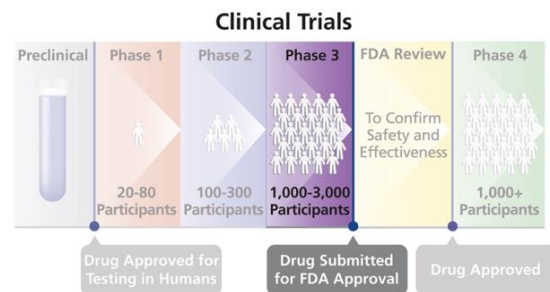 Clinical Trials
Preclinical
Phase 1
Phase 2
Phase 3
FDA Review
Phase 4
To Confirm
Safety and
Effectiveness
20-80
Participants
100-300
Participants
1,000-3,000
Participants
1,000+
Participants
Drug Approved for
Testing in Humans
Drug Submitted
for FDA Approval
Drug Approved